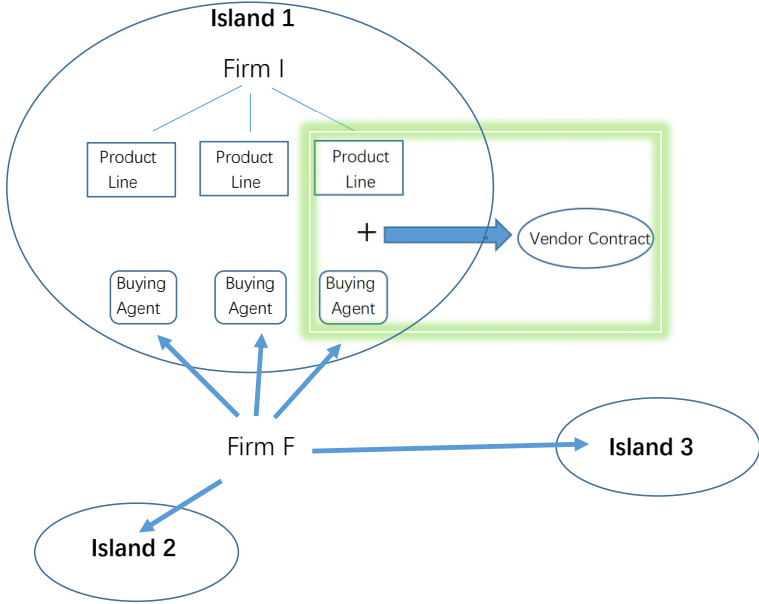 Island 1
Firm I
Product
Line
Product
Line
Product
Line
+
Vendor Contract
Buying
Agent
Buying
Agent
Buying
Agent
Firm F
Island 3
Island 2